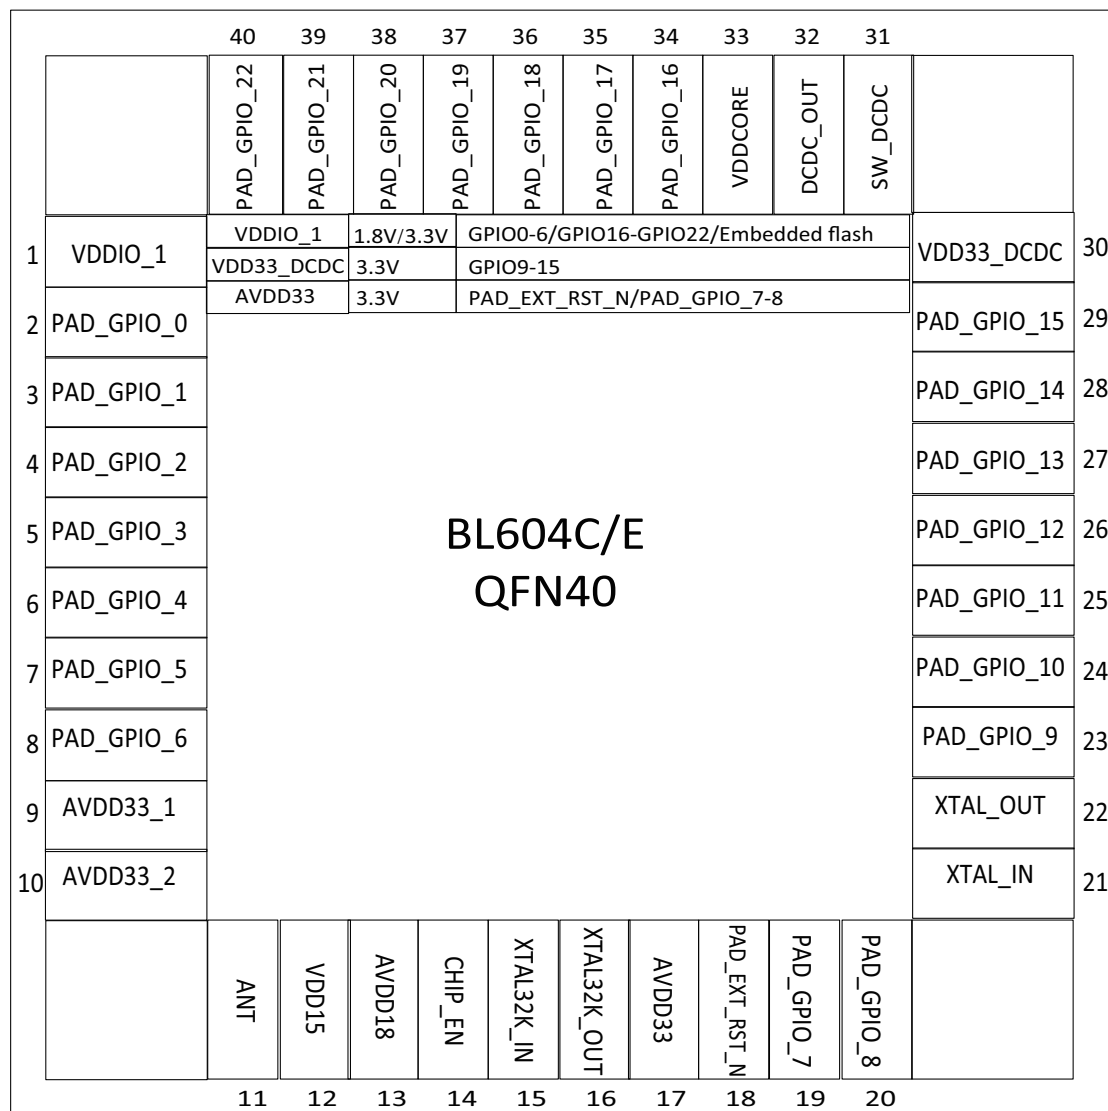 40 39 38 37 36 35 34 33 32 31
PAD_GPIO_22
PAD_GPIO_21
PAD_GPIO_20
PAD_GPIO_19
PAD_GPIO_18
PAD_GPIO_17
PAD_GPIO_16
VDDCORE
DCDC_OUT
SW_DCDC
VDDIO_1 1.8V/3.3V GPIO0-6/GPIO16-GPIO22/Embedded flash
VDD33_DCDC 3.3V GPIO9-15
AVDD33 3.3V PAD_EXT_RST_N/PAD_GPIO_7-8
1 VDDIO_1
2 PAD_GPIO_0
3 PAD_GPIO_1
4 PAD_GPIO_2
5 PAD_GPIO_3
6 PAD_GPIO_4
7 PAD_GPIO_5
8 PAD_GPIO_6
9 AVDD33_1
10 AVDD33_2
BL604C/E
QFN40
VDD33_DCDC 30
PAD_GPIO_15 29
PAD_GPIO_14 28
PAD_GPIO_13 27
PAD_GPIO_12 26
PAD_GPIO_11 25
PAD_GPIO_10 24
PAD_GPIO_9 23
XTAL_OUT 22
XTAL_IN 21
ANT
VDD15
AVDD18
CHIP_EN
XTAL32K_IN
XTAL32K_OUT
AVDD33
PAD_EXT_RST_N
PAD_GPIO_7
PAD_GPIO_8
11 12 13 14 15 16 17 18 19 20